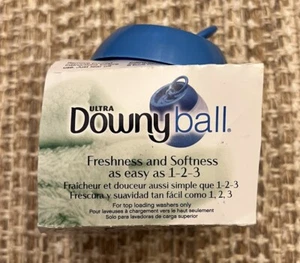 ULTRA
Downy ball®
Freshness and Softness
as easy as 1-2-3
Fraîcheur et douceur aussi simple que 1-2-3
Frescura y suavidad tan fácil como 1, 2, 3
For top loading washers only
Pour laveuses à chargement vers le haut seulement
Solo para lavadoras de carga superior